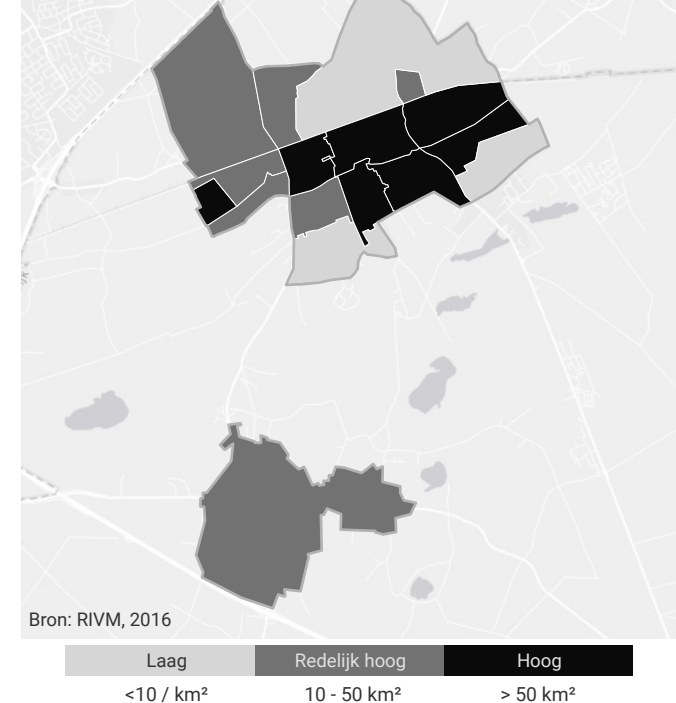 Bron: RIVM, 2016
Laag Redelijk hoog Hoog
<10 / km² 10 - 50 km² > 50 km²